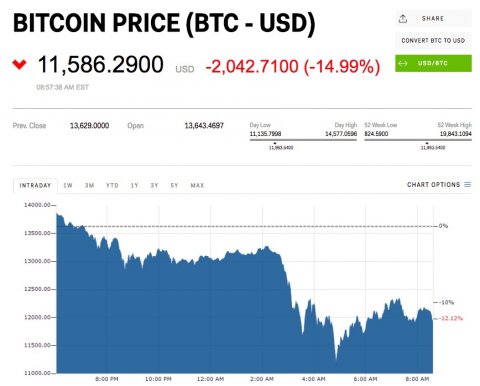 BITCOIN PRICE (BTC - USD)
SHARE
CONVERT BTC TO USD
USD/BTC
11,586.2900 USD -2,042.7100 (-14.99%)
08:57:38 AM EST
Prev. Close 13,629.0000 Open 13,643.4697
Day Low Day High 52 Week Low 52 Week High
11,135.7998 14,577.0596 824.5900 19,843.1094
11,963.6400 11,963.6400
INTRADAY 1W 3M YTD 1Y 3Y 5Y MAX CHART OPTIONS
14000.00
0%
13500.00
13000.00
12500.00
-10%
12000.00
-12.12%
11500.00
11000.00
8:00 PM 10:00 PM 12:00 AM 2:00 AM 4:00 AM 6:00 AM 8:00 AM